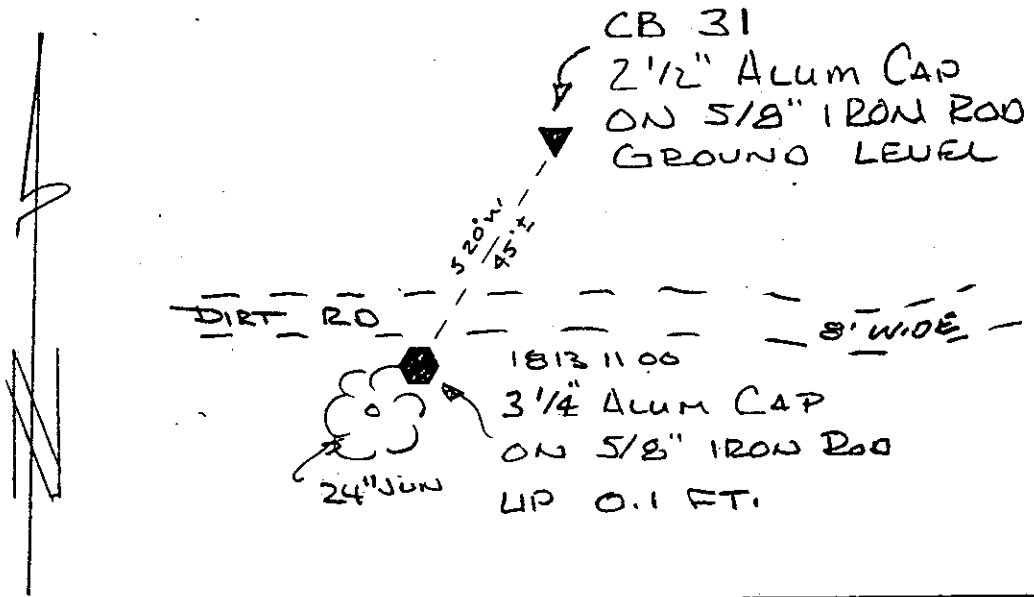 CB 31
2 1/2" ALUM CAP
ON 5/8" IRON ROD
GROUND LEVEL
S 20° W
45'±
DIRT RD
8' WIDE
1813 11 00
3 1/4" ALUM CAP
ON 5/8" IRON ROD
UP 0.1 FT.
24" JUN
N